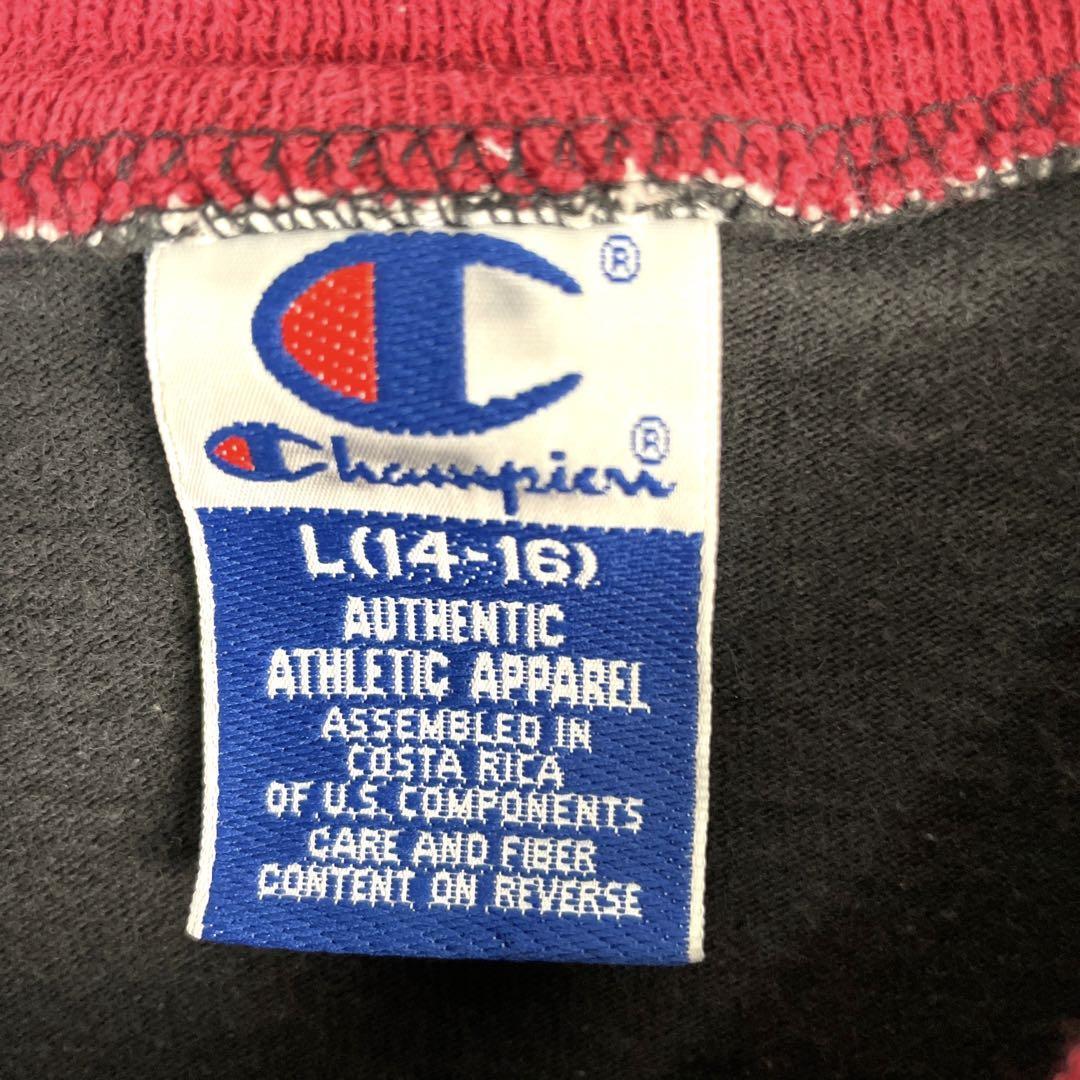 C ®
Champion ®
L(14-16)
AUTHENTIC
ATHLETIC APPAREL
ASSEMBLED IN
COSTA RICA
OF U.S. COMPONENTS
CARE AND FIBER
CONTENT ON REVERSE